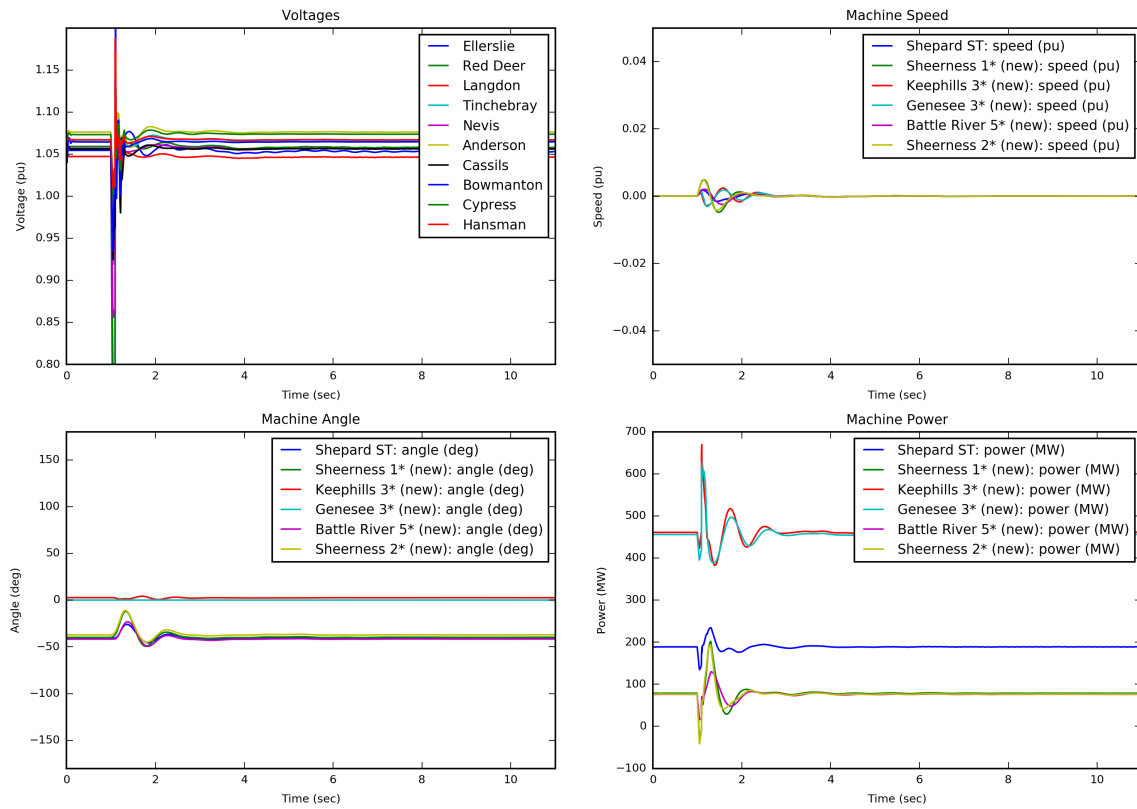 Voltages
1.15
1.10
1.05
1.00
0.95
0.90
0.85
0.80
Voltage (pu)
Ellerslie
Red Deer
Langdon
Tinchebray
Nevis
Anderson
Cassils
Bowmanton
Cypress
Hansman
0 2 4 6 8 10
Time (sec)
Machine Speed
0.04
0.02
0.00
−0.02
−0.04
Speed (pu)
Shepard ST: speed (pu)
Sheerness 1* (new): speed (pu)
Keephills 3* (new): speed (pu)
Genesee 3* (new): speed (pu)
Battle River 5* (new): speed (pu)
Sheerness 2* (new): speed (pu)
0 2 4 6 8 10
Time (sec)
Machine Angle
150
100
50
0
−50
−100
−150
Angle (deg)
Shepard ST: angle (deg)
Sheerness 1* (new): angle (deg)
Keephills 3* (new): angle (deg)
Genesee 3* (new): angle (deg)
Battle River 5* (new): angle (deg)
Sheerness 2* (new): angle (deg)
0 2 4 6 8 10
Time (sec)
Machine Power
700
600
500
400
300
200
100
0
−100
Power (MW)
Shepard ST: power (MW)
Sheerness 1* (new): power (MW)
Keephills 3* (new): power (MW)
Genesee 3* (new): power (MW)
Battle River 5* (new): power (MW)
Sheerness 2* (new): power (MW)
0 2 4 6 8 10
Time (sec)